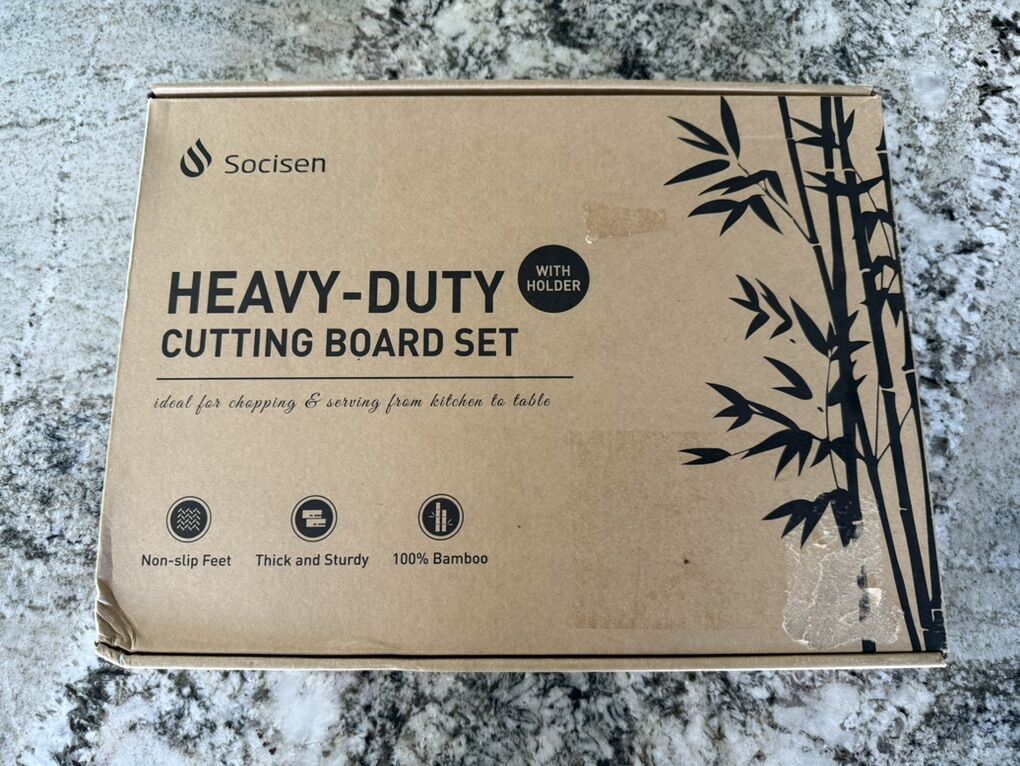 Socisen
HEAVY-DUTY
WITH
HOLDER
CUTTING BOARD SET
ideal for chopping & serving from kitchen to table
Non-slip Feet
Thick and Sturdy
100% Bamboo